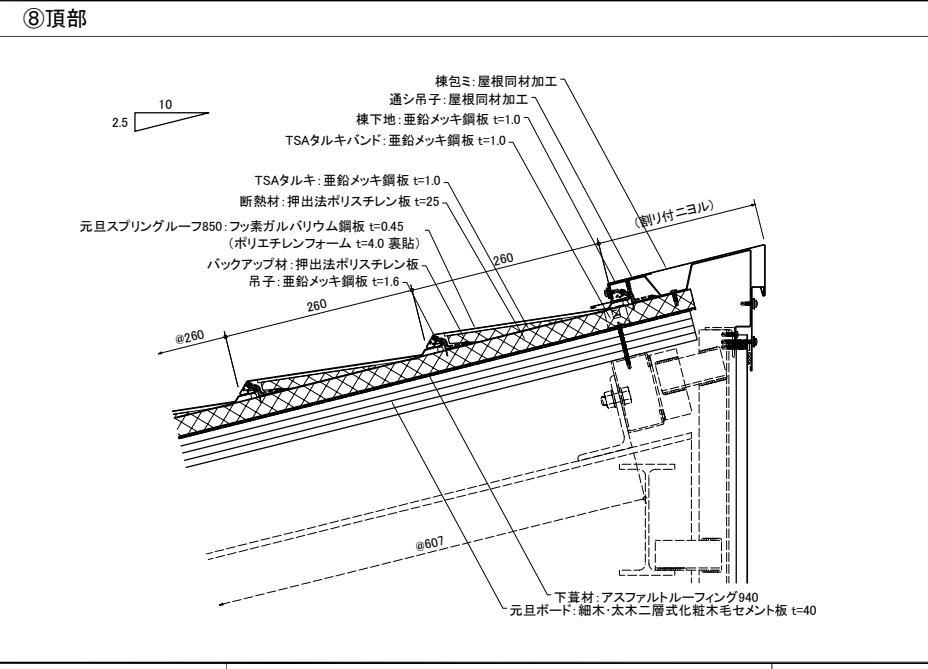 ⑧頂部
棟包ミ:屋根同材加工
通シ吊子:屋根同材加工
棟下地:亜鉛メッキ鋼板 t=1.0
TSAタルキバンド:亜鉛メッキ鋼板 t=1.0
10
2.5
TSAタルキ:亜鉛メッキ鋼板 t=1.0
断熱材:押出法ポリスチレン板 t=25
元旦スプリングルーフ850:フッ素ガルバリウム鋼板 t=0.45
(ポリエチレンフォーム t=4.0 裏貼)
バックアップ材:押出法ポリスチレン板
吊子:亜鉛メッキ鋼板 t=1.6
(割り付ニヨル)
260
260
@260
@607
下葺材:アスファルトルーフィング940
元旦ボード:細木・太木二層式化粧木毛セメント板 t=40